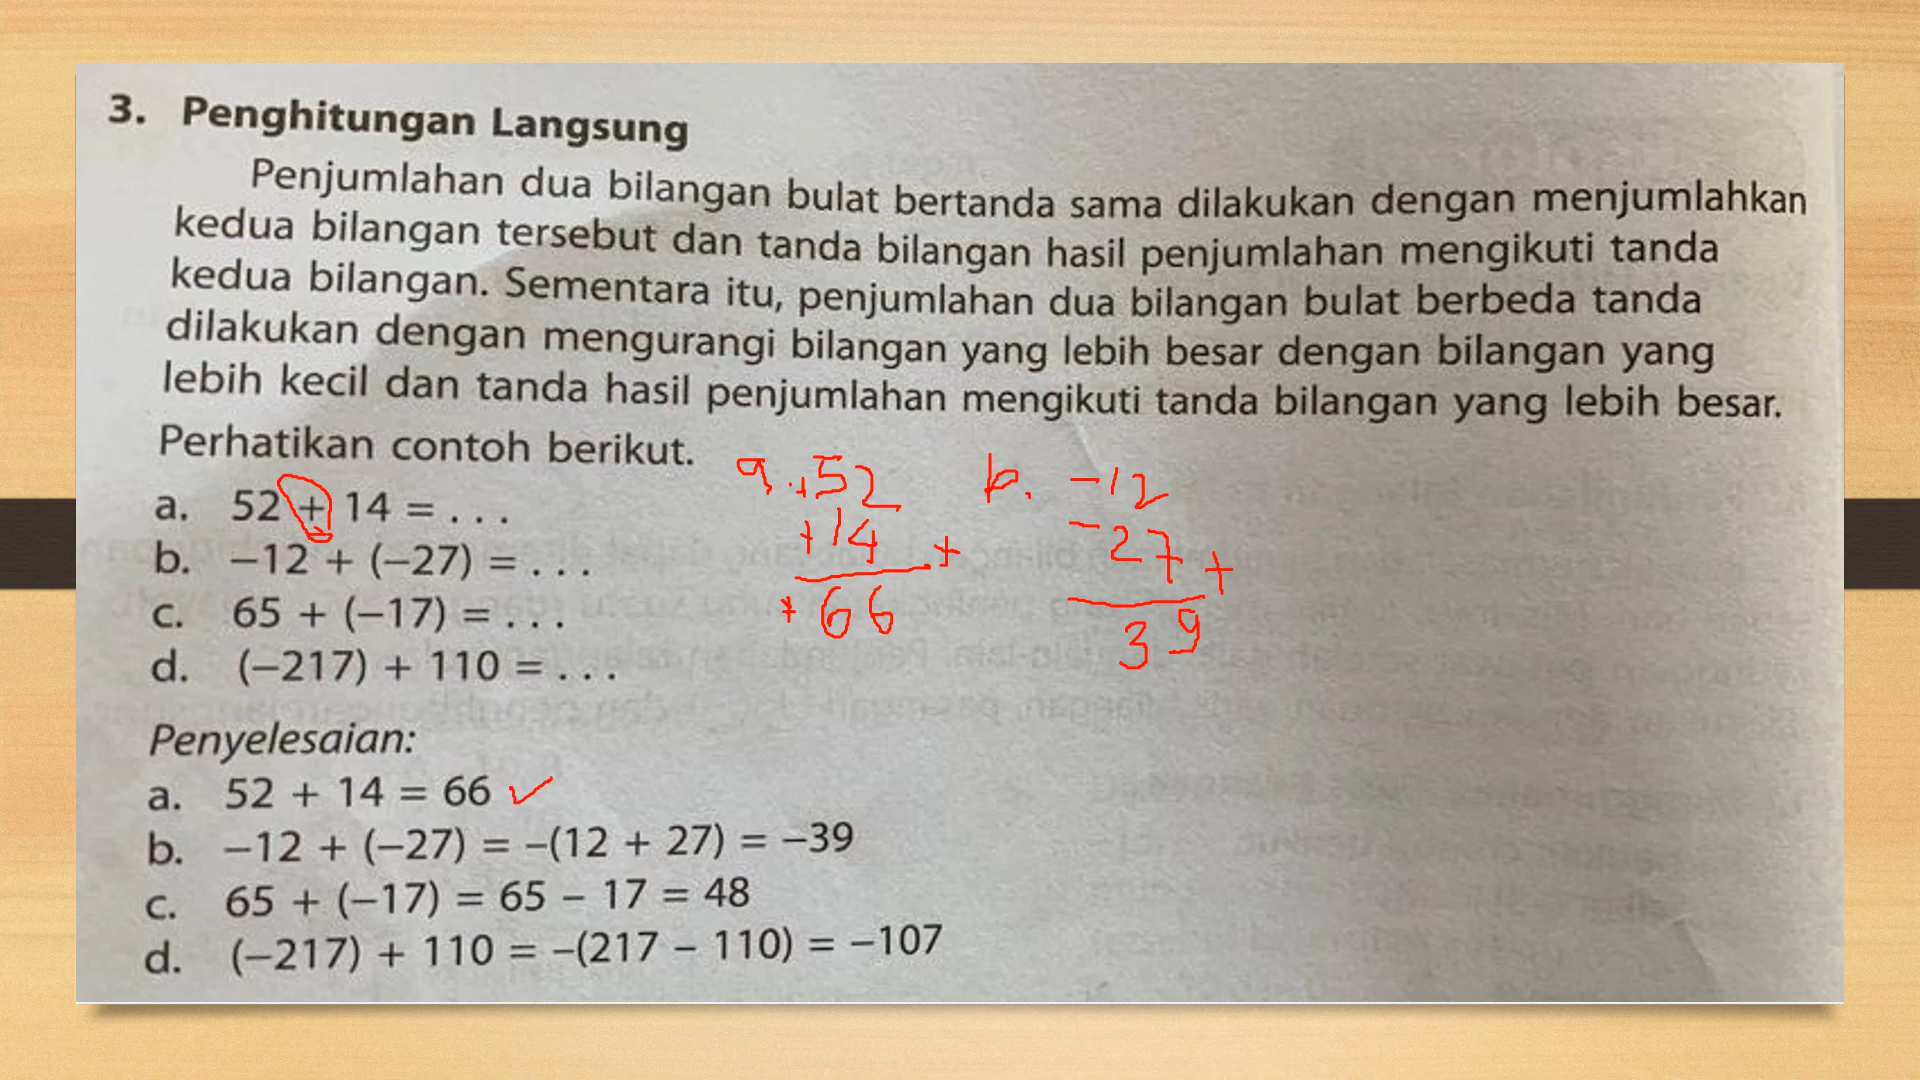 3. Penghitungan Langsung
Penjumlahan dua bilangan bulat bertanda sama dilakukan dengan menjumlahkan
kedua bilangan tersebut dan tanda bilangan hasil penjumlahan mengikuti tanda
kedua bilangan. Sementara itu, penjumlahan dua bilangan bulat berbeda tanda
dilakukan dengan mengurangi bilangan yang lebih besar dengan bilangan yang
lebih kecil dan tanda hasil penjumlahan mengikuti tanda bilangan yang lebih besar.
Perhatikan contoh berikut.
a. 52 + 14 = . . .
b. –12 + (–27) = . . .
c. 65 + (–17) = . . .
d. (–217) + 110 = . . .
a. +52
+14 +
+66
b. -12
-27 +
39
Penyelesaian:
a. 52 + 14 = 66 ✓
b. –12 + (–27) = –(12 + 27) = –39
c. 65 + (–17) = 65 – 17 = 48
d. (–217) + 110 = –(217 – 110) = –107